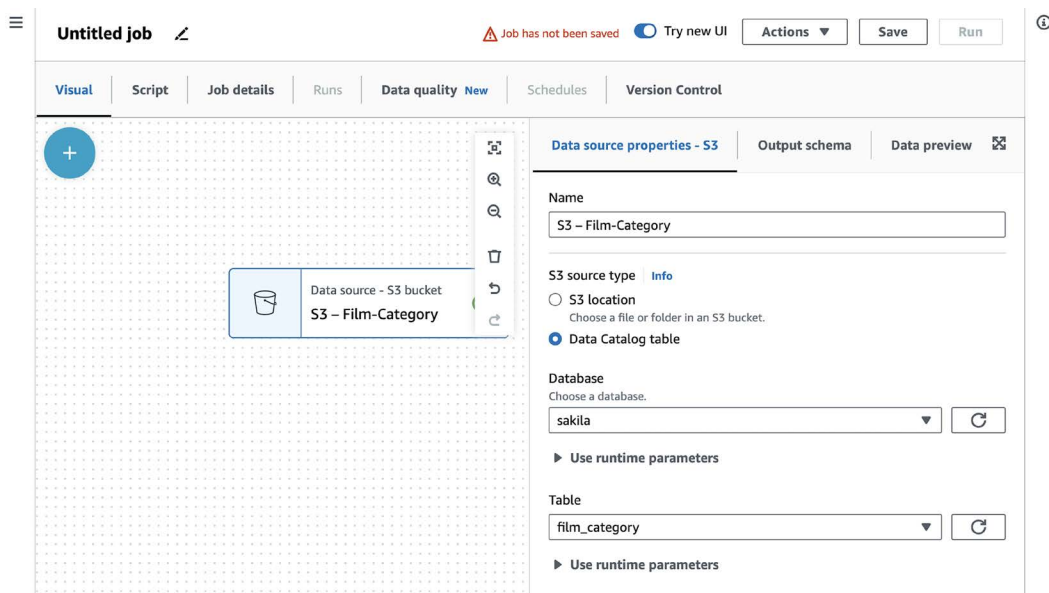 Untitled job
Job has not been saved
Try new UI
Actions
Save
Run
Visual
Script
Job details
Runs
Data quality New
Schedules
Version Control
Data source properties - S3
Output schema
Data preview
Data source - S3 bucket
S3 – Film-Category
Name
S3 – Film-Category
S3 source type Info
S3 location
Choose a file or folder in an S3 bucket.
Data Catalog table
Database
Choose a database.
sakila
Use runtime parameters
Table
film_category
Use runtime parameters